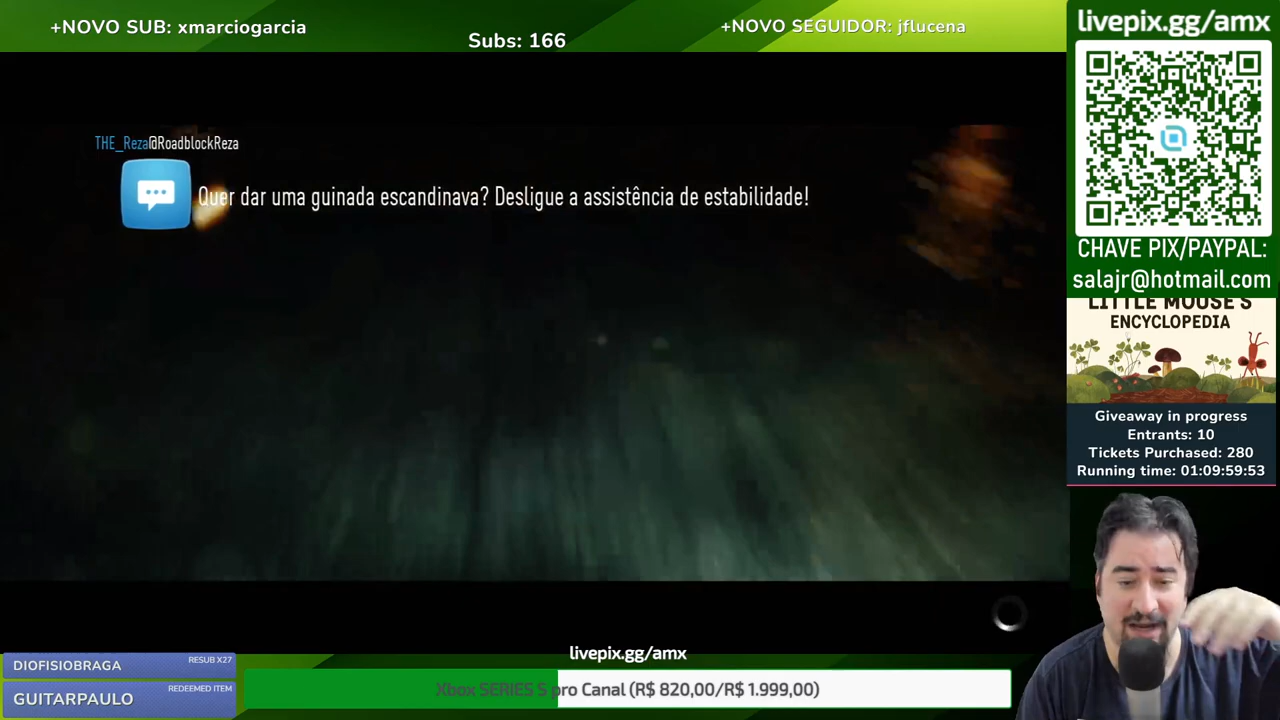 +NOVO SUB: xmarciogarcia
Subs: 166
+NOVO SEGUIDOR: jflucena
livepix.gg/amx
THE_Reza@RoadblockReza
Quer dar uma guinada escandinava? Desligue a assistência de estabilidade!
CHAVE PIX/PAYPAL:
salajr@hotmail.com
LITTLE MOUSE'S
ENCYCLOPEDIA
Giveaway in progress
Entrants: 10
Tickets Purchased: 280
Running time: 01:09:59:53
livepix.gg/amx
DIOFISIOBRAGA RESUB X27
GUITARPAULO REDEEMED ITEM
Xbox SERIES S pro Canal (R$ 820,00/R$ 1.999,00)